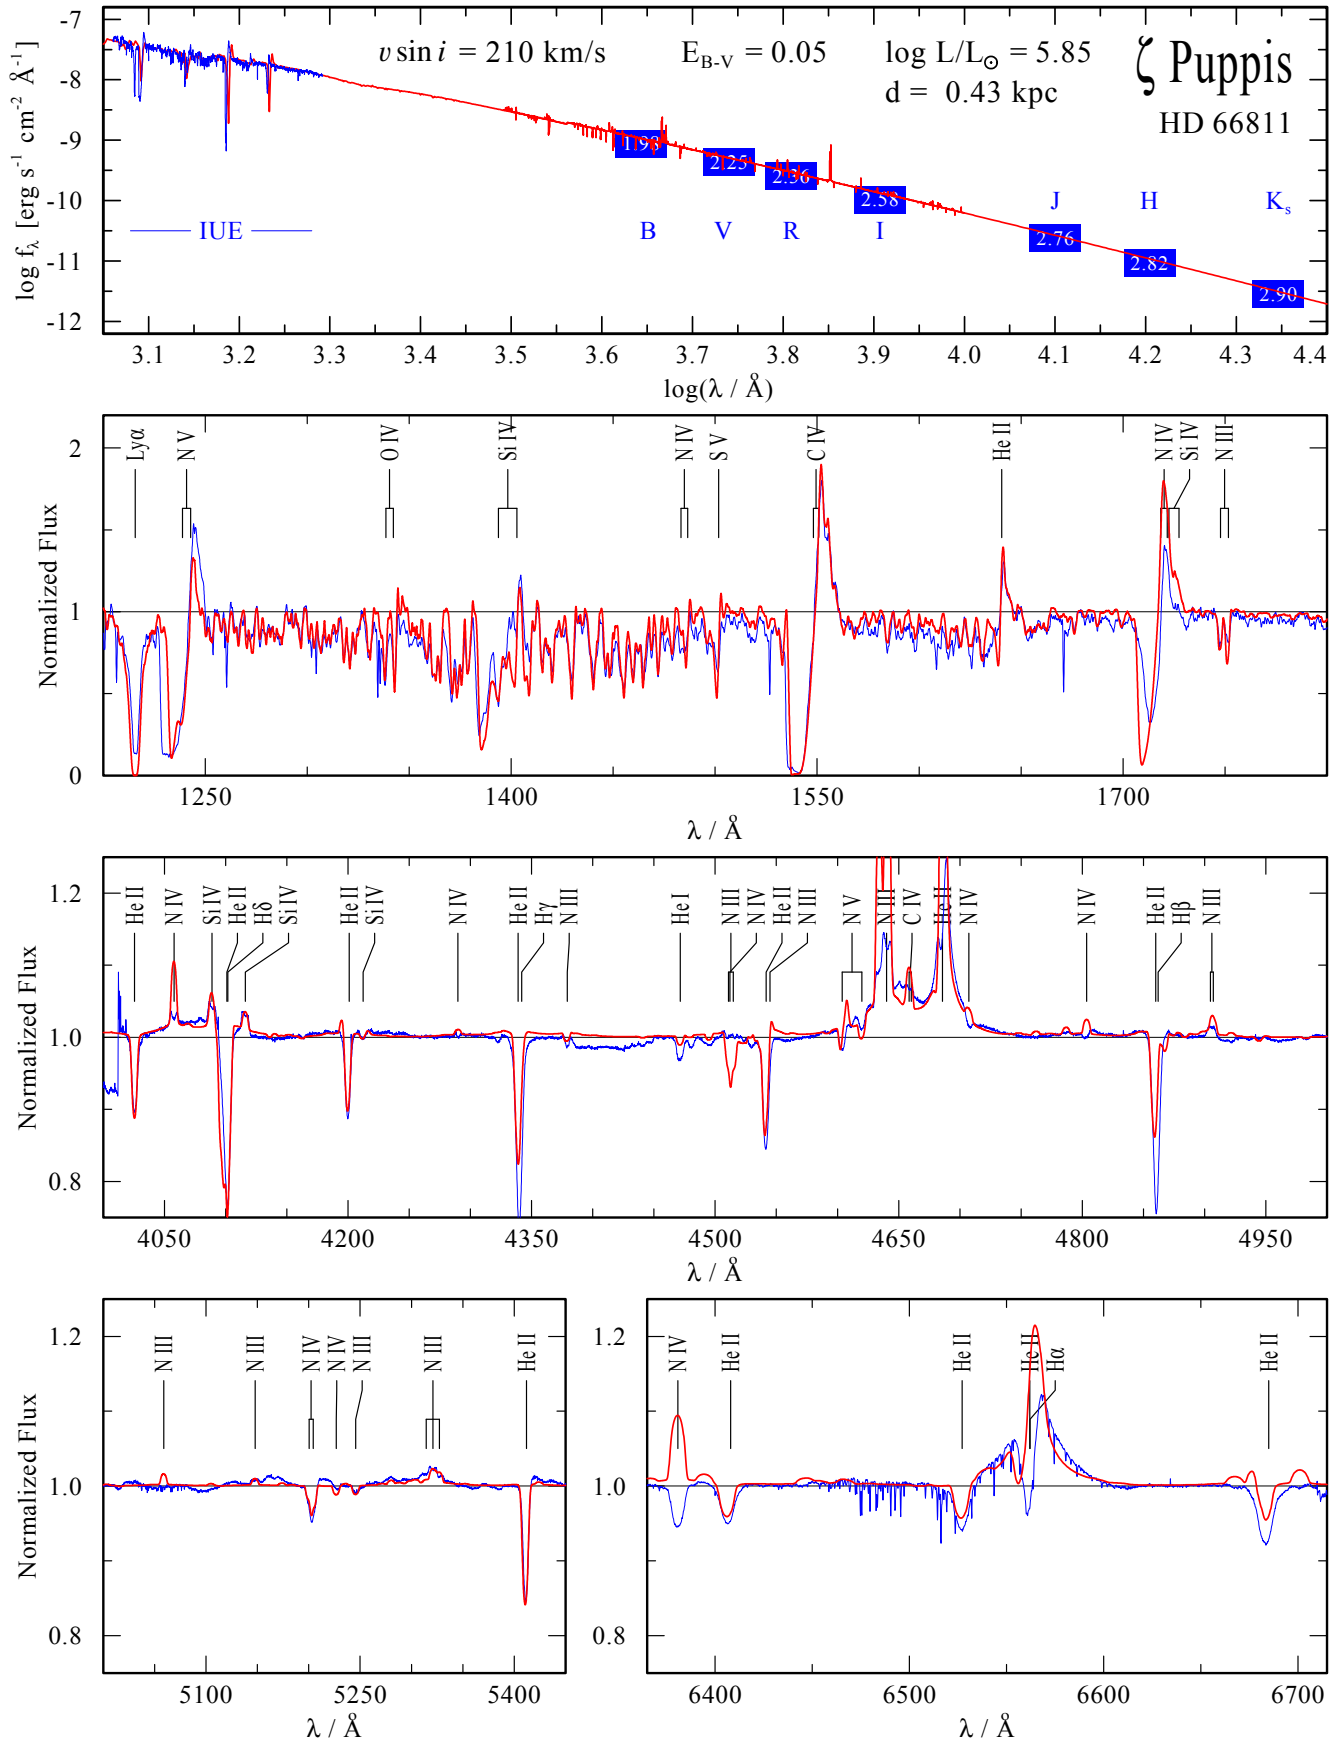 -7
-8
-9
-10
-11
-12
log f_λ [erg s⁻¹ cm⁻² Å⁻¹]
v sin i = 210 km/s E_B-V = 0.05 log L/L_⊙ = 5.85
d = 0.43 kpc
ζ Puppis
HD 66811
IUE
B V R I J H K_s
1.93 2.25 2.36 2.58 2.76 2.82 2.90
3.1 3.2 3.3 3.4 3.5 3.6 3.7 3.8 3.9 4.0 4.1 4.2 4.3 4.4
log(λ / Å)
Normalized Flux
2
1
0
Lyα N V O IV Si IV N IV S V C IV He II N IV Si IV N III
1250 1400 1550 1700
λ / Å
Normalized Flux
1.2
1.0
0.8
He II N IV Si IV He II Hδ Si IV He II Si IV N IV He II Hγ N III He I N III N IV He II N III N V N III C IV He II N IV N IV He II Hβ N III
4050 4200 4350 4500 4650 4800 4950
λ / Å
Normalized Flux
1.2
1.0
0.8
N III N III N IV N IV N III N III He II
5100 5250 5400
λ / Å
1.2
1.0
0.8
N IV He II He II He II Hα He II
6400 6500 6600 6700
λ / Å